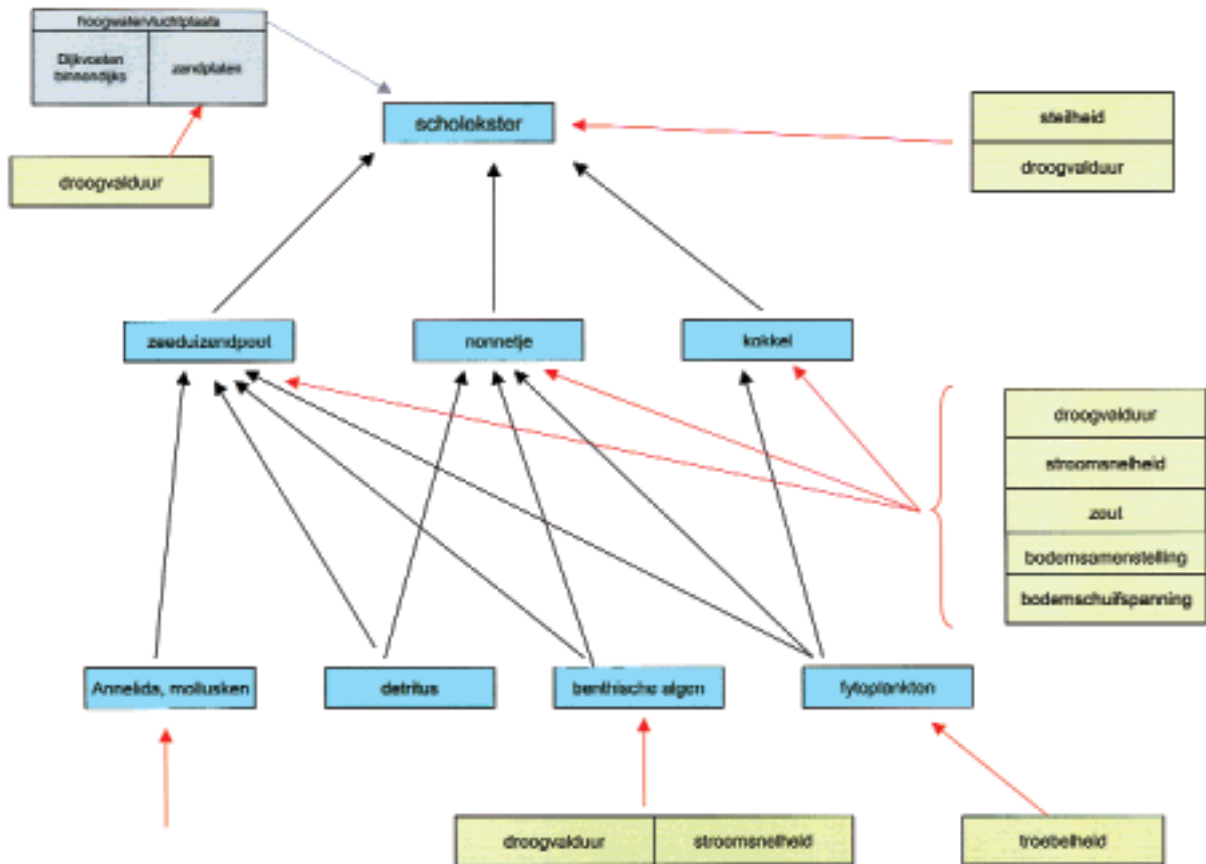 hoogwatervluchtplaats
Dijkvoeten
binnendijks
zandplaten
scholekster
steilheid
droogvalduur
droogvalduur
zeeduizendpoot
nonnetje
kokkel
droogvalduur
stroomsnelheid
zout
bodemsamenstelling
bodemschuifspanning
Annelida, mollusken
detritus
benthische algen
fytoplankton
droogvalduur
stroomsnelheid
troebelheid